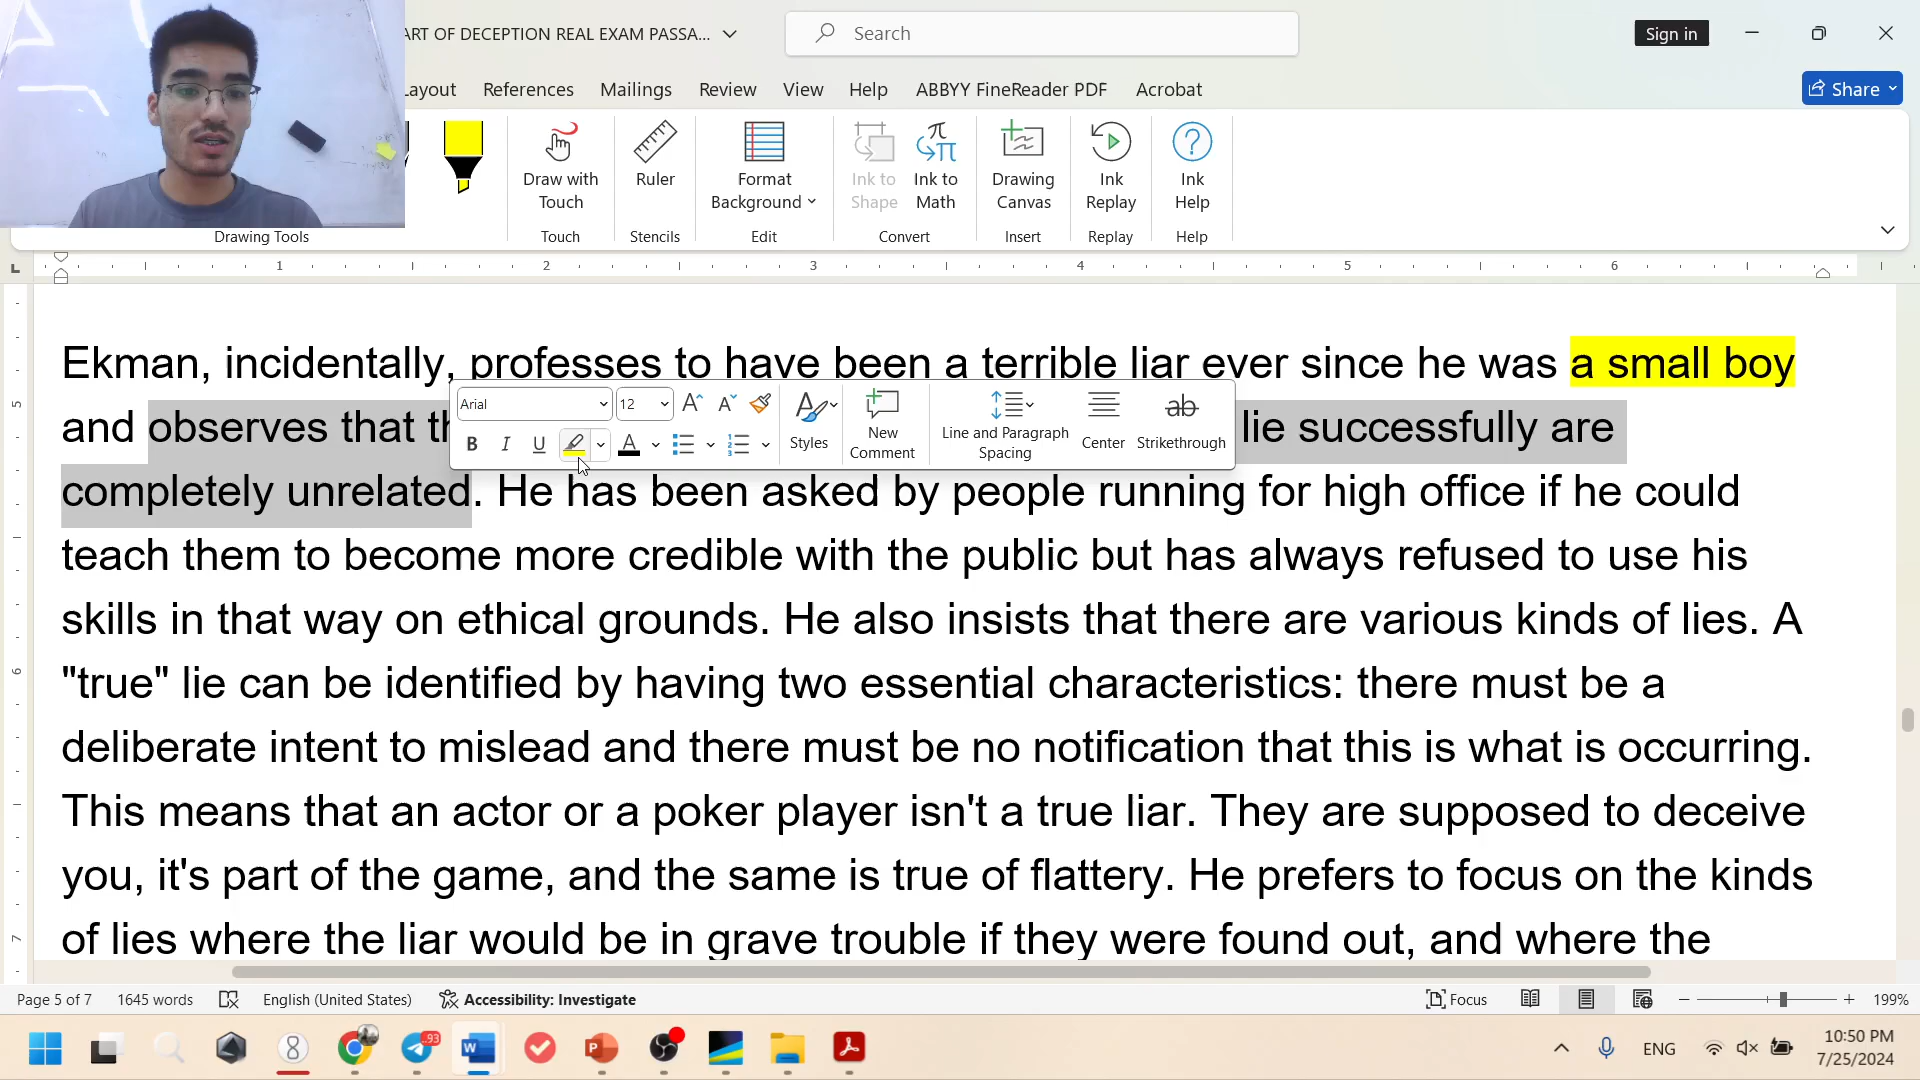 ART OF DECEPTION REAL EXAM PASSA...
Search
Sign in
Layout References Mailings Review View Help ABBYY FineReader PDF Acrobat
Share
Draw with Touch
Ruler
Format Background
Ink to Shape
Ink to Math
Drawing Canvas
Ink Replay
Ink Help
Drawing Tools Touch Stencils Edit Convert Insert Replay Help
1 2 3 4 5 6
Ekman, incidentally, professes to have been a terrible liar ever since he was a small boy
and observes that lie successfully are
Arial 12
B I U
Styles
New Comment
Line and Paragraph Spacing
Center
ab
Strikethrough
completely unrelated. He has been asked by people running for high office if he could
teach them to become more credible with the public but has always refused to use his
skills in that way on ethical grounds. He also insists that there are various kinds of lies. A
"true" lie can be identified by having two essential characteristics: there must be a
deliberate intent to mislead and there must be no notification that this is what is occurring.
This means that an actor or a poker player isn't a true liar. They are supposed to deceive
you, it's part of the game, and the same is true of flattery. He prefers to focus on the kinds
of lies where the liar would be in grave trouble if they were found out, and where the
5
6
7
Page 5 of 7 1645 words English (United States) Accessibility: Investigate Focus 199%
ENG
10:50 PM
7/25/2024